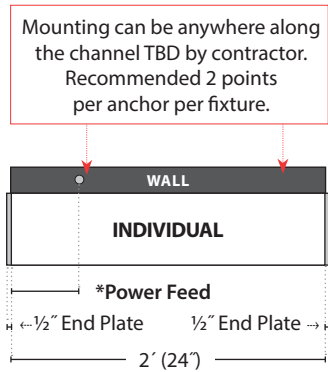 Mounting can be anywhere along
the channel TBD by contractor.
Recommended 2 points
per anchor per fixture.
WALL
INDIVIDUAL
*Power Feed
½˝ End Plate ½˝ End Plate
2´ (24˝)